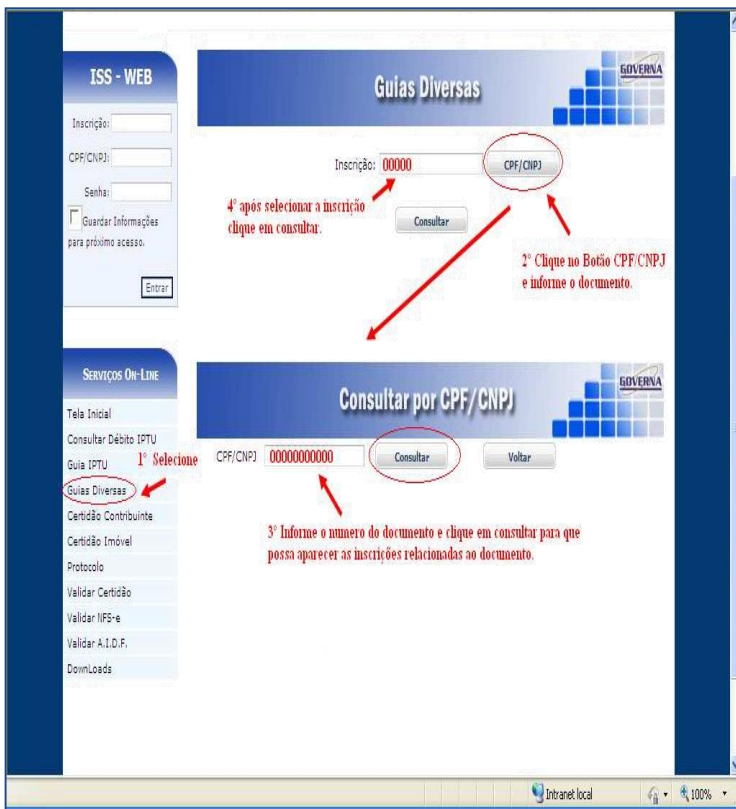 ISS - WEB
Inscrição:
CPF/CNPJ:
Senha:
Guardar Informações
para próximo acesso.
Entrar
Guias Diversas
GOVERNA
Inscrição: 00000 CPF/CNPJ
4º após selecionar a inscrição
clique em consultar.
Consultar
2º Clique no Botão CPF/CNPJ
e informe o documento.
SERVIÇOS ON-LINE
Tela Inicial
Consultar Débito IPTU
Guia IPTU
1º Selecione
Guias Diversas
Certidão Contribuinte
Certidão Imóvel
Protocolo
Validar Certidão
Validar NFS-e
Validar A.I.D.F.
DownLoads
Consultar por CPF/CNPJ
GOVERNA
CPF/CNPJ 00000000000 Consultar Voltar
3º Informe o numero do documento e clique em consultar para que
possa aparecer as inscrições relacionadas ao documento.
Intranet local 100%